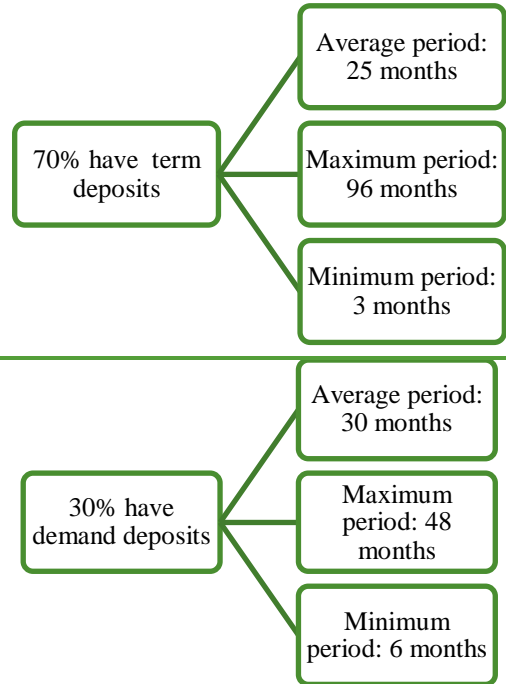 70% have term
deposits
Average period:
25 months
Maximum period:
96 months
Minimum period:
3 months
30% have
demand deposits
Average period:
30 months
Maximum
period: 48
months
Minimum
period: 6 months